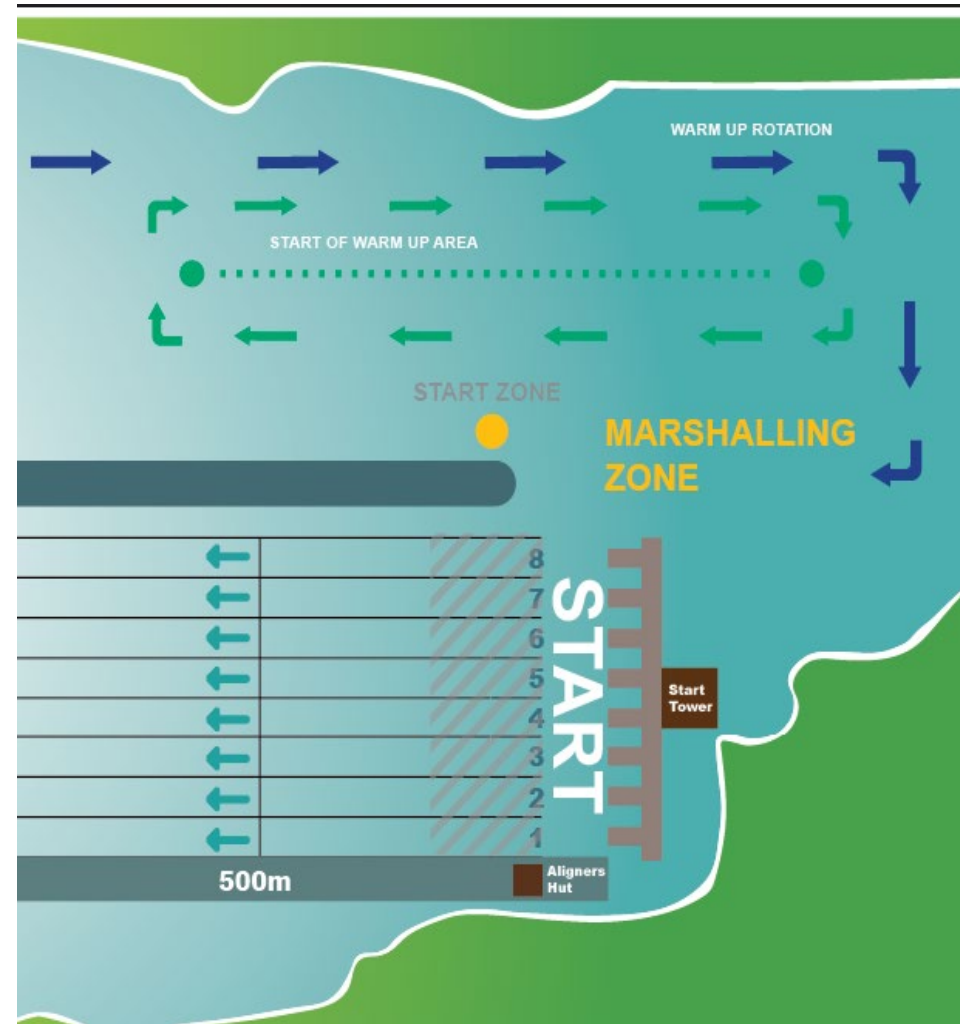 WARM UP ROTATION
START OF WARM UP AREA
START ZONE
MARSHALLING
ZONE
8
7
6
5
4
3
2
1
START
Start
Tower
500m
Aligners
Hut